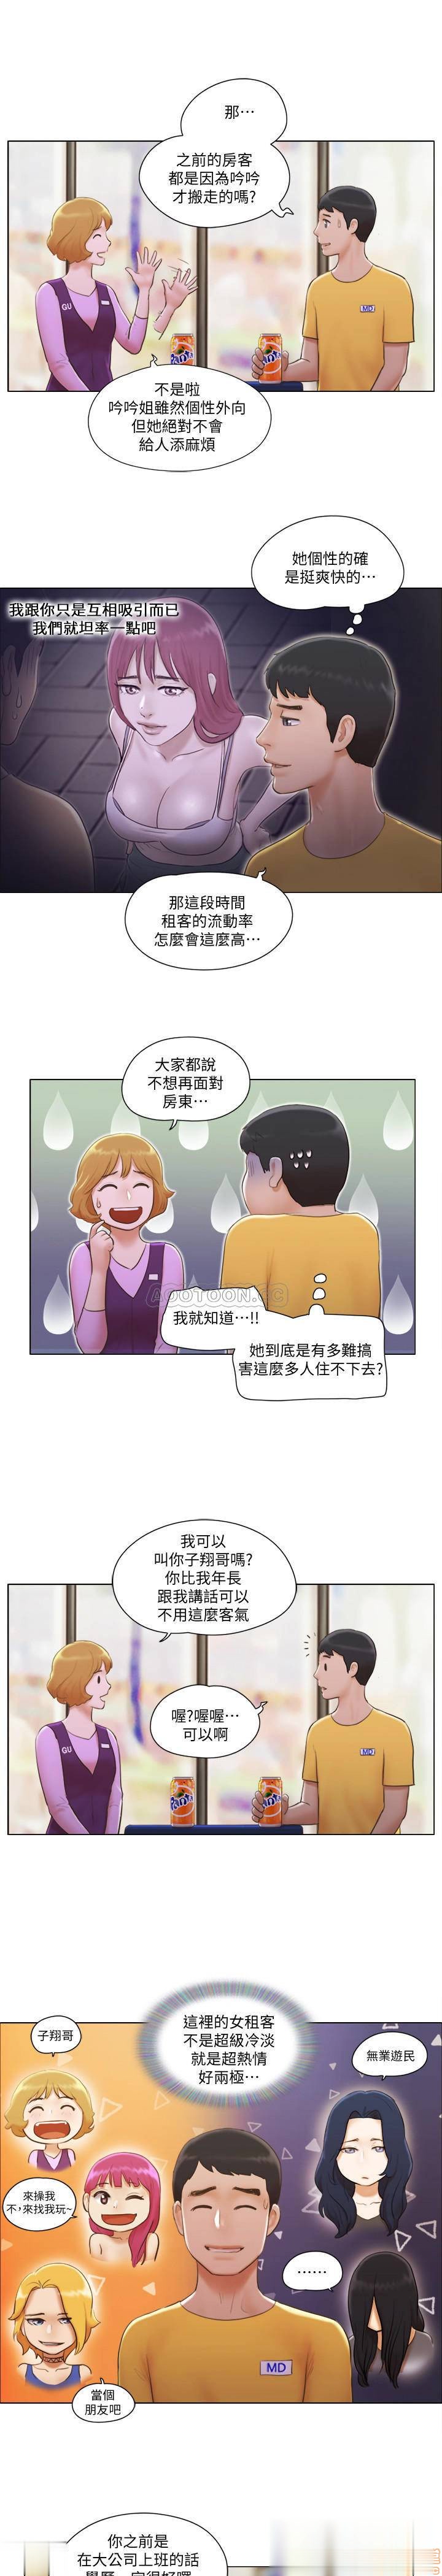 那⋯
之前的房客
都是因為吟吟
才搬走的嗎?
GU
MD
不是啦
吟吟姐雖然個性外向
但她絕對不會
給人添麻煩
她個性的確
是挺爽快的⋯
我跟你只是互相吸引而已
我們就坦率一點吧
那這段時間
租客的流動率
怎麼會這麼高⋯
大家都說
不想再面對
房東⋯
我就知道⋯!!
她到底是有多難搞
害這麼多人住不下去?
我可以
叫你子翔哥嗎?
你比我年長
跟我講話可以
不用這麼客氣
喔?喔喔⋯
可以啊
GU
MD
這裡的女租客
不是超級冷淡
就是超熱情
好兩極⋯
子翔哥
無業遊民
來操我
不,來找我玩~
⋯⋯
當個
朋友吧
MD
你之前是
在大公司上班的話